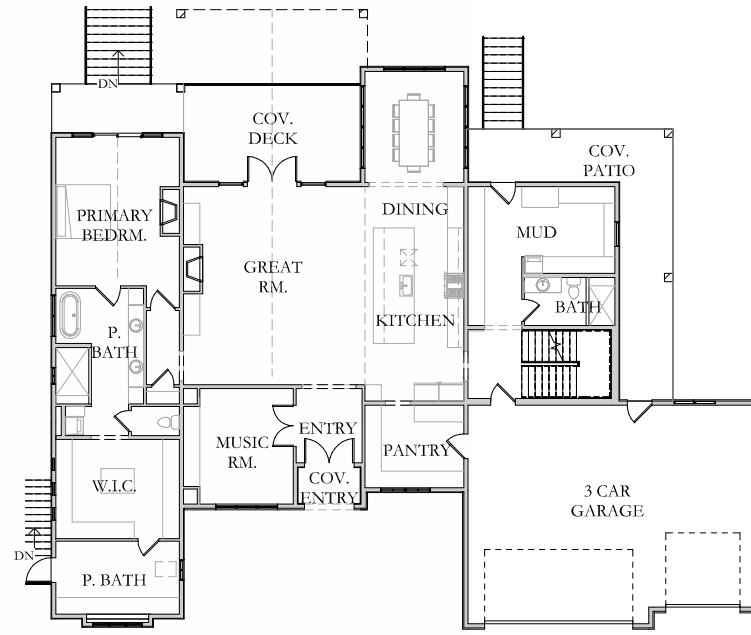 DN
COV.
DECK
COV.
PATIO
PRIMARY
BEDRM.
DINING
MUD
GREAT
RM.
KITCHEN
BATH
P.
BATH
MUSIC
RM.
ENTRY
PANTRY
COV.
ENTRY
W.I.C.
3 CAR
GARAGE
DN
P. BATH